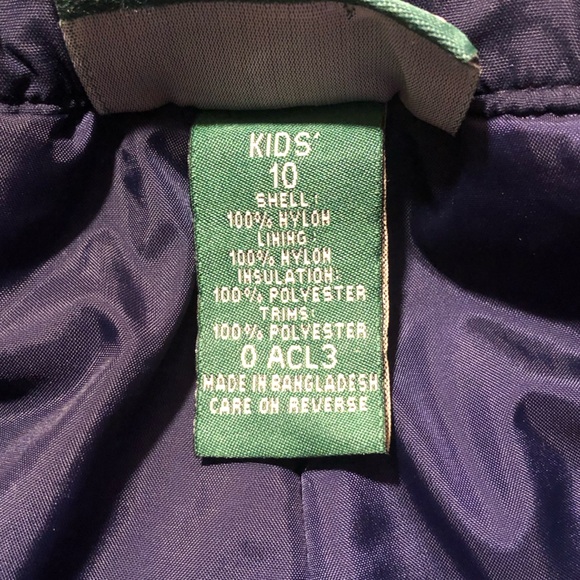 KIDS'
10
SHELL:
100% NYLON
LINING:
100% NYLON
INSULATION:
100% POLYESTER
TRIMS:
100% POLYESTER
0 ACL3
MADE IN BANGLADESH
CARE ON REVERSE